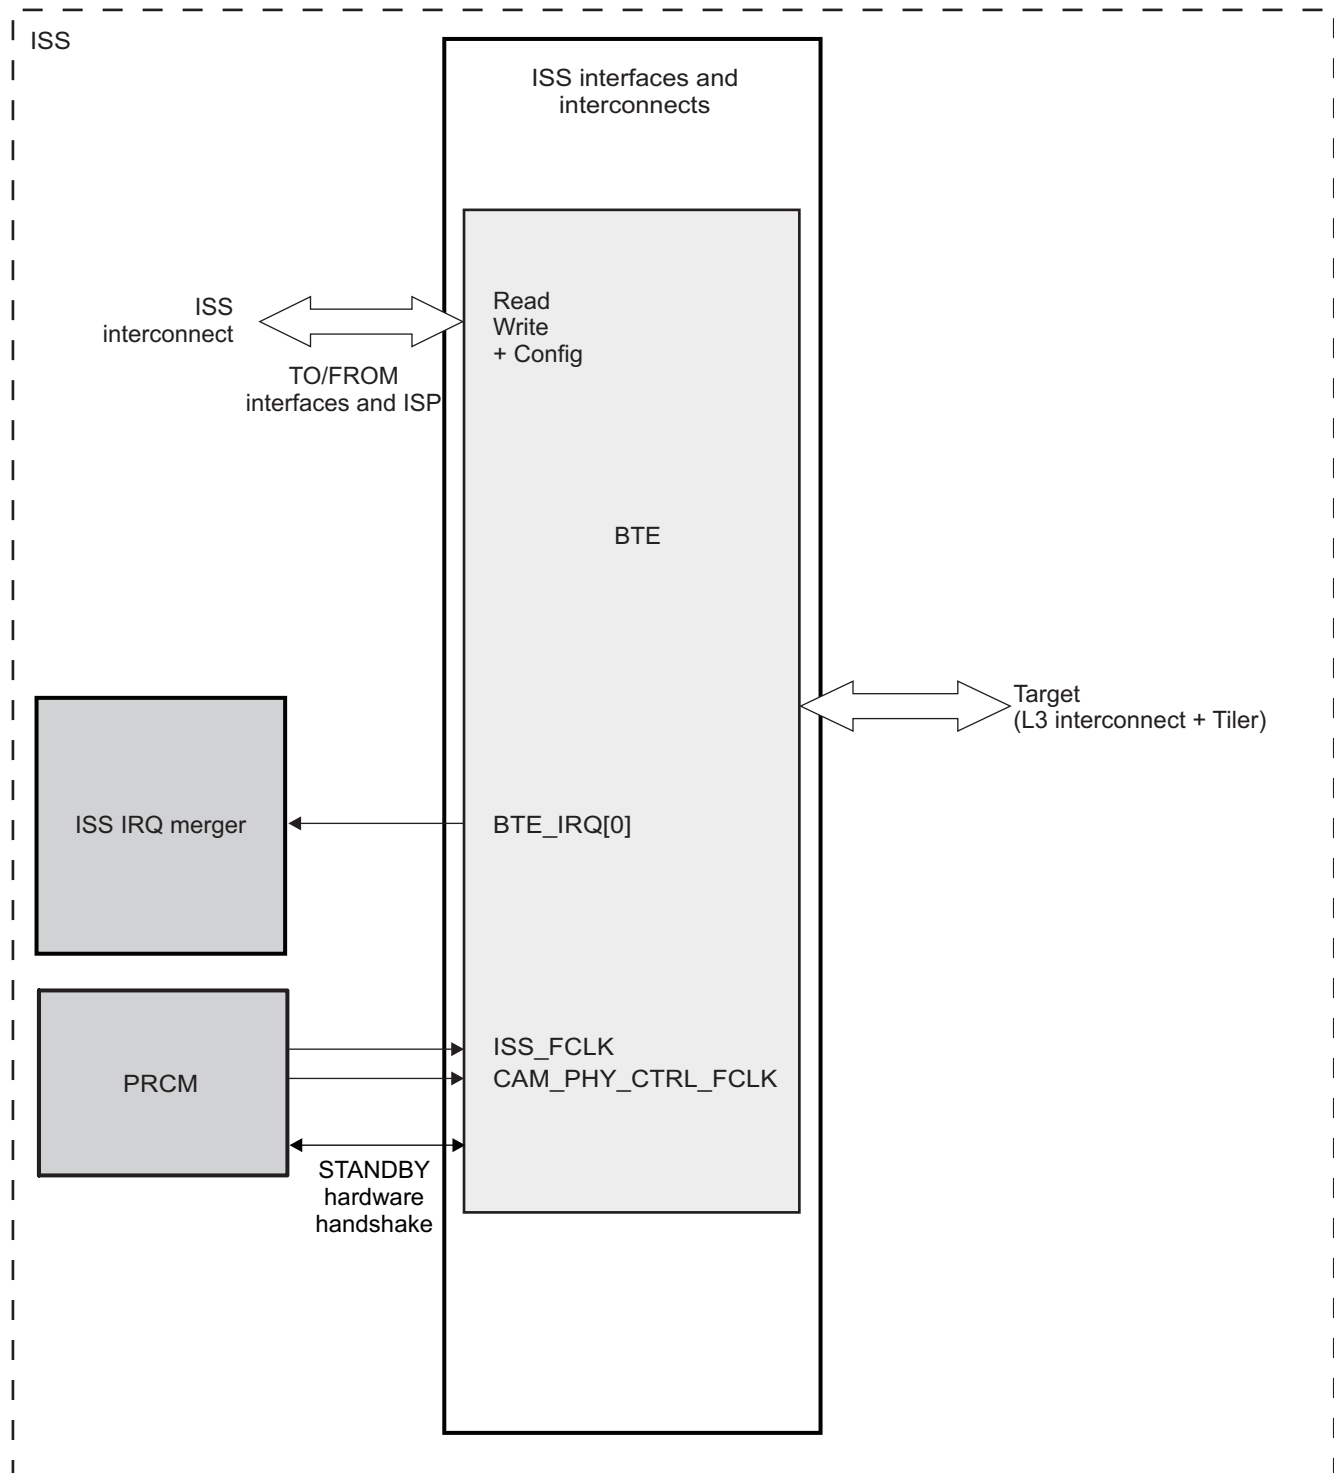 ISS
ISS interfaces and
interconnects
ISS
interconnect
TO/FROM
interfaces and ISP
Read
Write
+ Config
BTE
Target
(L3 interconnect + Tiler)
ISS IRQ merger
BTE_IRQ[0]
PRCM
ISS_FCLK
CAM_PHY_CTRL_FCLK
STANDBY
hardware
handshake